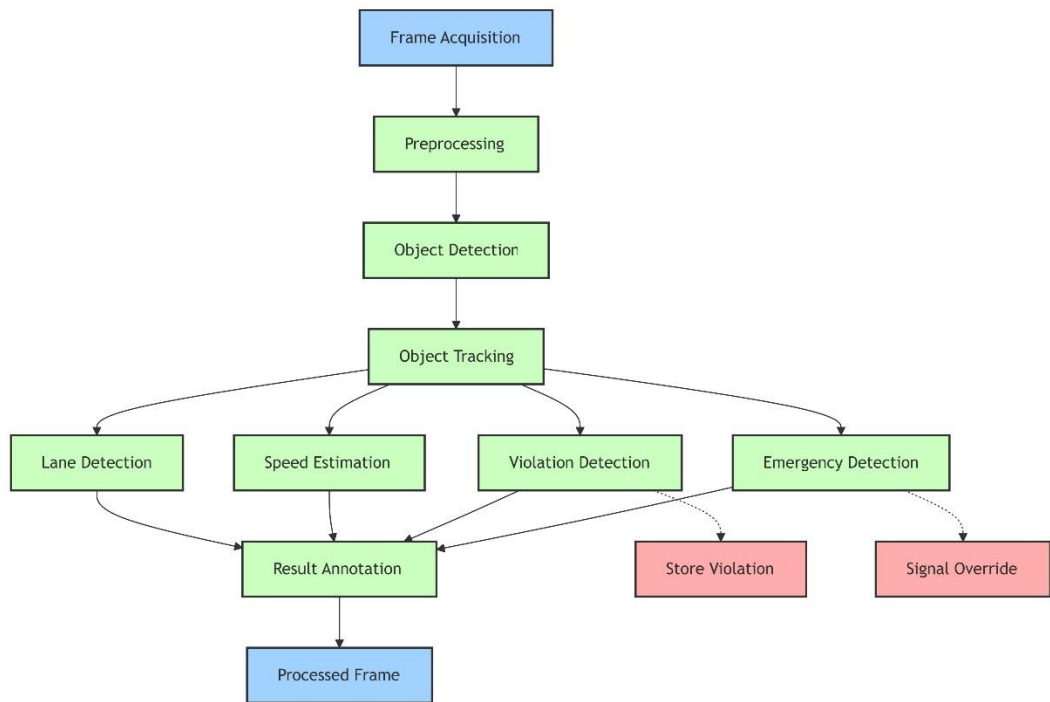 Frame Acquisition
Preprocessing
Object Detection
Object Tracking
Lane Detection
Speed Estimation
Violation Detection
Emergency Detection
Result Annotation
Store Violation
Signal Override
Processed Frame